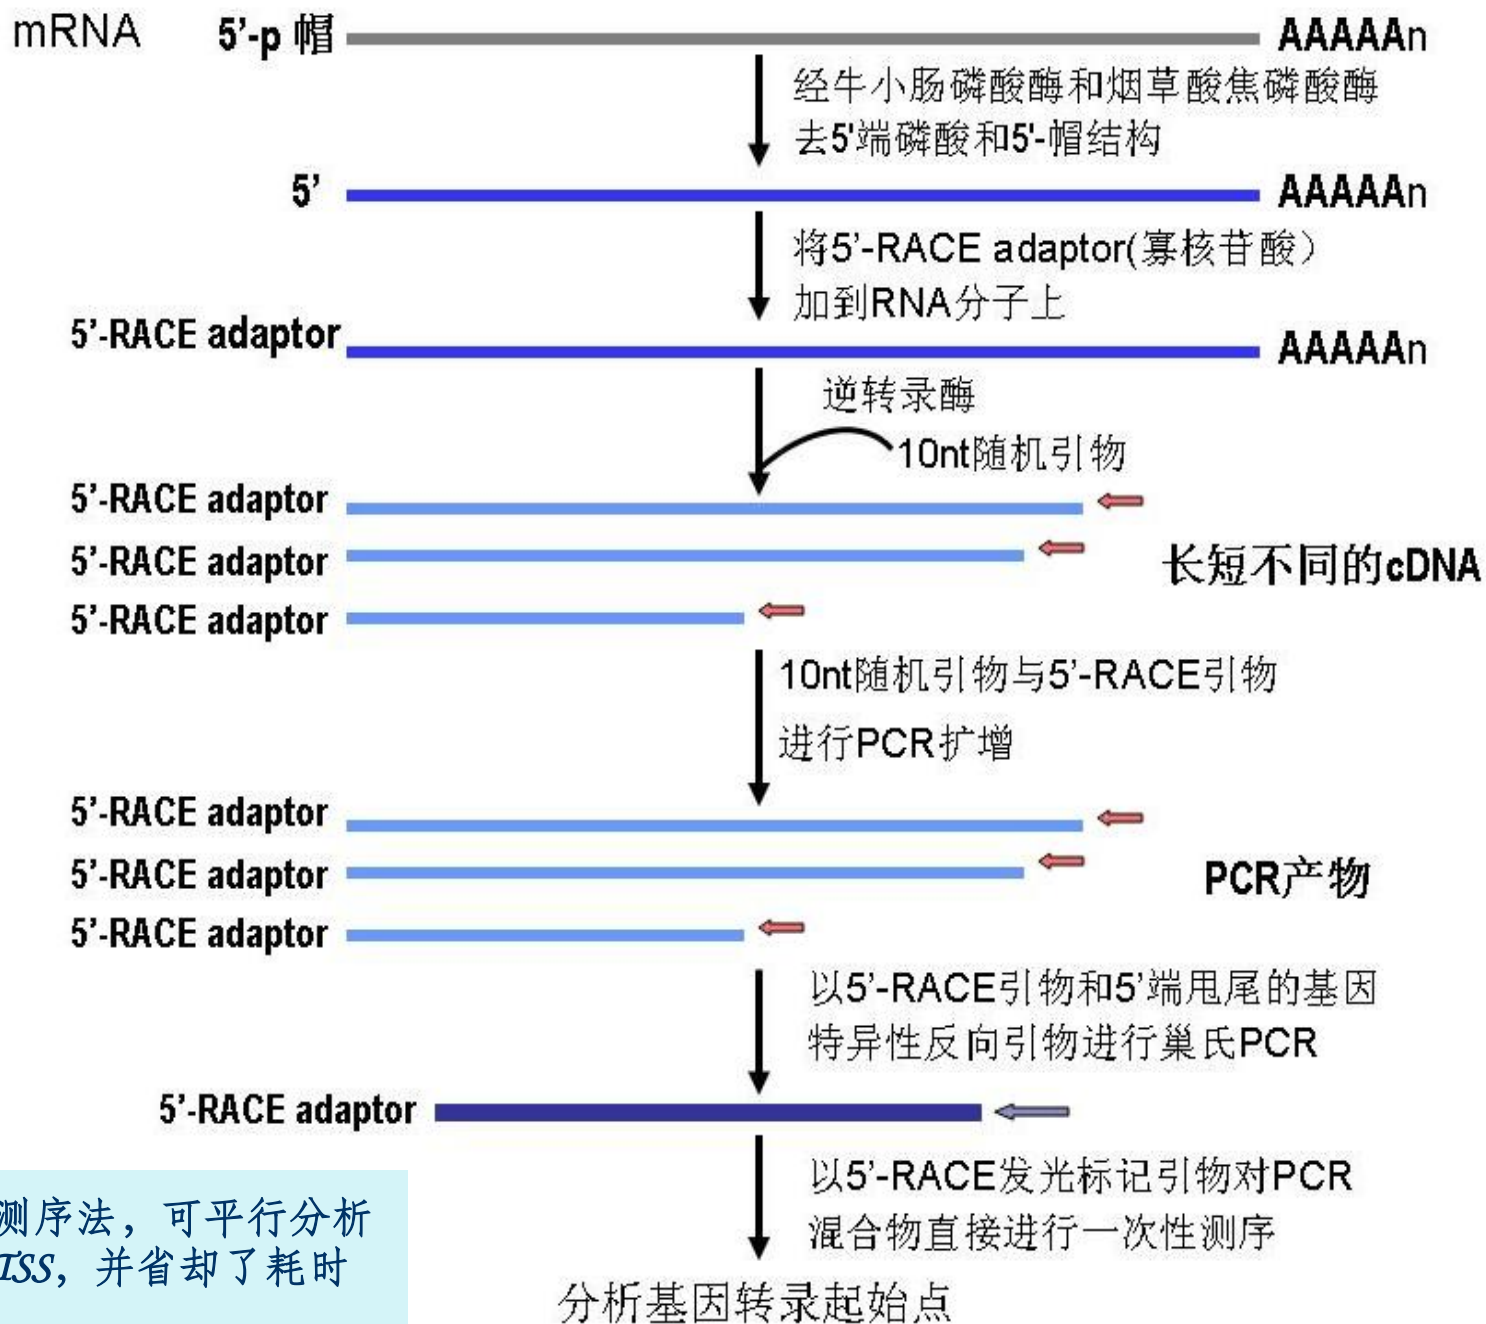 mRNA 5’-p 帽 AAAAAn
经牛小肠磷酸酶和烟草酸焦磷酸酶
去5'端磷酸和5'-帽结构
5’ AAAAAn
将5’-RACE adaptor(寡核苷酸）
加到RNA分子上
5’-RACE adaptor AAAAAn
逆转录酶
10nt随机引物
5’-RACE adaptor
5’-RACE adaptor
长短不同的cDNA
5’-RACE adaptor
10nt随机引物与5’-RACE引物
进行PCR扩增
5’-RACE adaptor
5’-RACE adaptor
PCR产物
5’-RACE adaptor
以5’-RACE引物和5’端甩尾的基因
特异性反向引物进行巢氏PCR
5’-RACE adaptor
以5’-RACE发光标记引物对PCR
混合物直接进行一次性测序
测序法，可平行分析
TSS，并省却了耗时
分析基因转录起始点